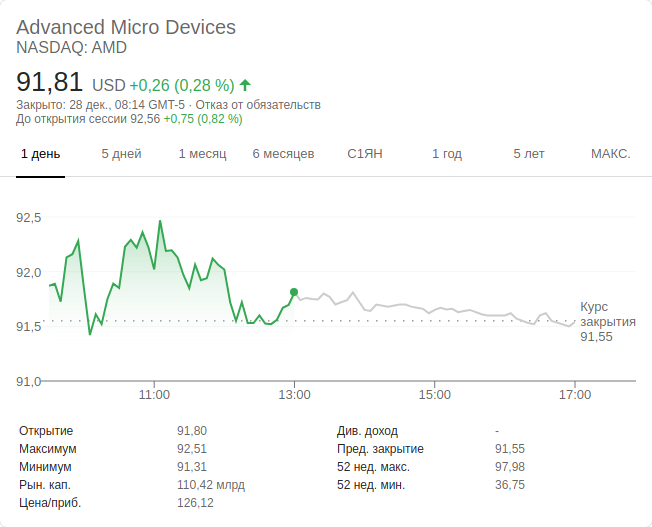 Advanced Micro Devices
NASDAQ: AMD
91,81 USD +0,26 (0,28 %)
Закрыто: 28 дек., 08:14 GMT-5 · Отказ от обязательств
До открытия сессии 92,56 +0,75 (0,82 %)
1 день 5 дней 1 месяц 6 месяцев С1ЯН 1 год 5 лет МАКС.
92,5
92,0
91,5
91,0
Курс
закрытия
91,55
11:00 13:00 15:00 17:00
Открытие 91,80 Див. доход -
Максимум 92,51 Пред. закрытие 91,55
Минимум 91,31 52 нед. макс. 97,98
Рын. кап. 110,42 млрд 52 нед. мин. 36,75
Цена/приб. 126,12